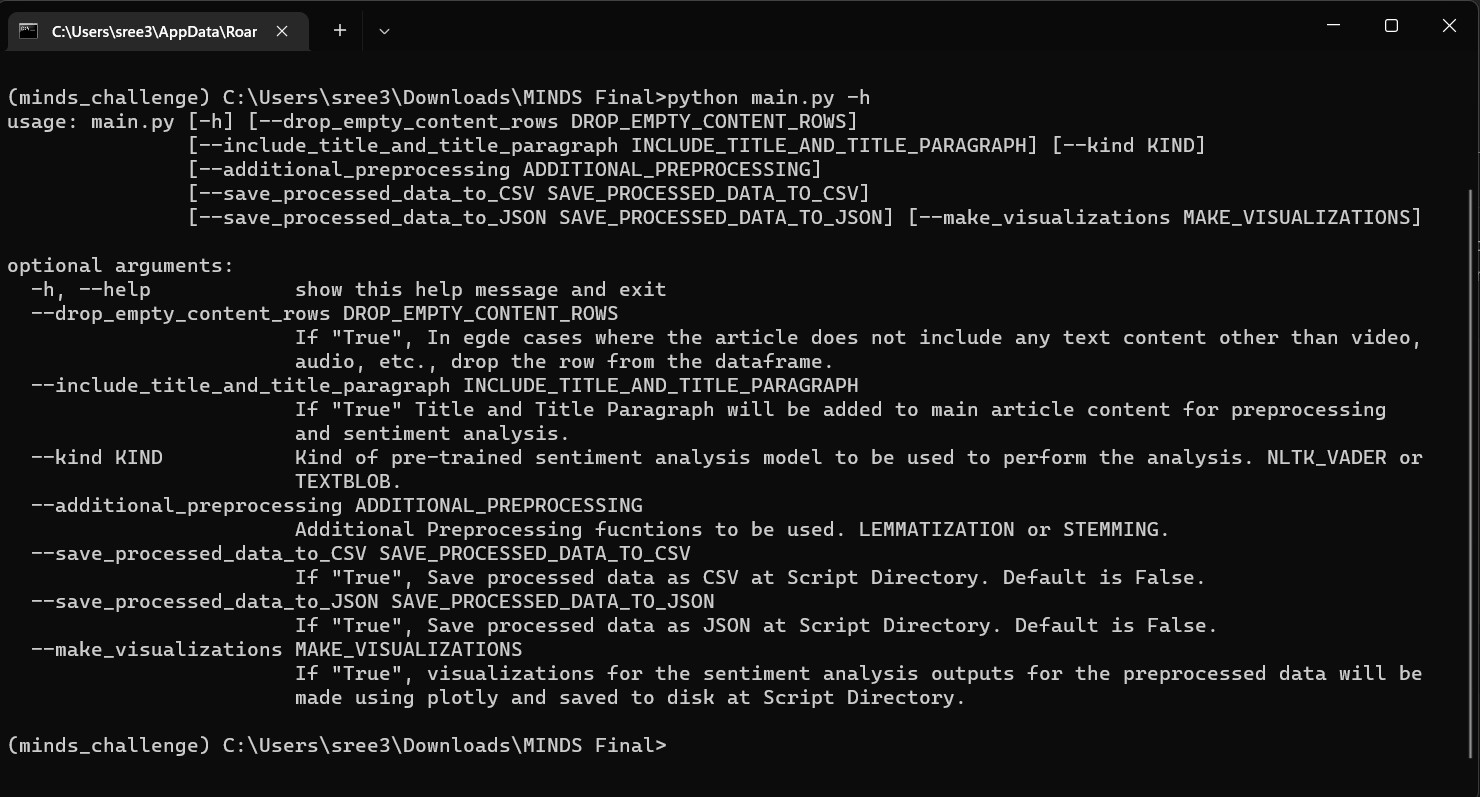 C:\Users\sree3\AppData\Roar
(minds_challenge) C:\Users\sree3\Downloads\MINDS Final>python main.py -h
usage: main.py [-h] [--drop_empty_content_rows DROP_EMPTY_CONTENT_ROWS]
               [--include_title_and_title_paragraph INCLUDE_TITLE_AND_TITLE_PARAGRAPH] [--kind KIND]
               [--additional_preprocessing ADDITIONAL_PREPROCESSING]
               [--save_processed_data_to_CSV SAVE_PROCESSED_DATA_TO_CSV]
               [--save_processed_data_to_JSON SAVE_PROCESSED_DATA_TO_JSON] [--make_visualizations MAKE_VISUALIZATIONS]
optional arguments:
  -h, --help            show this help message and exit
  --drop_empty_content_rows DROP_EMPTY_CONTENT_ROWS
                        If "True", In egde cases where the article does not include any text content other than video,
                        audio, etc., drop the row from the dataframe.
  --include_title_and_title_paragraph INCLUDE_TITLE_AND_TITLE_PARAGRAPH
                        If "True" Title and Title Paragraph will be added to main article content for preprocessing
                        and sentiment analysis.
  --kind KIND           Kind of pre-trained sentiment analysis model to be used to perform the analysis. NLTK_VADER or
                        TEXTBLOB.
  --additional_preprocessing ADDITIONAL_PREPROCESSING
                        Additional Preprocessing fucntions to be used. LEMMATIZATION or STEMMING.
  --save_processed_data_to_CSV SAVE_PROCESSED_DATA_TO_CSV
                        If "True", Save processed data as CSV at Script Directory. Default is False.
  --save_processed_data_to_JSON SAVE_PROCESSED_DATA_TO_JSON
                        If "True", Save processed data as JSON at Script Directory. Default is False.
  --make_visualizations MAKE_VISUALIZATIONS
                        If "True", visualizations for the sentiment analysis outputs for the preprocessed data will be
                        made using plotly and saved to disk at Script Directory.
(minds_challenge) C:\Users\sree3\Downloads\MINDS Final>